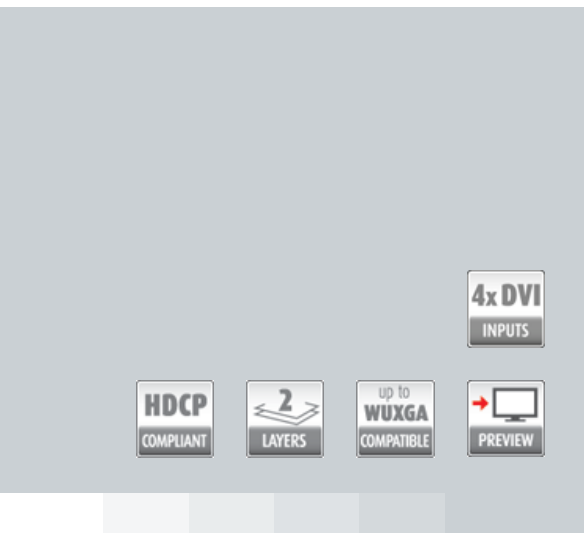 4x DVI
INPUTS
HDCP
COMPLIANT
2
LAYERS
up to
WUXGA
COMPATIBLE
PREVIEW